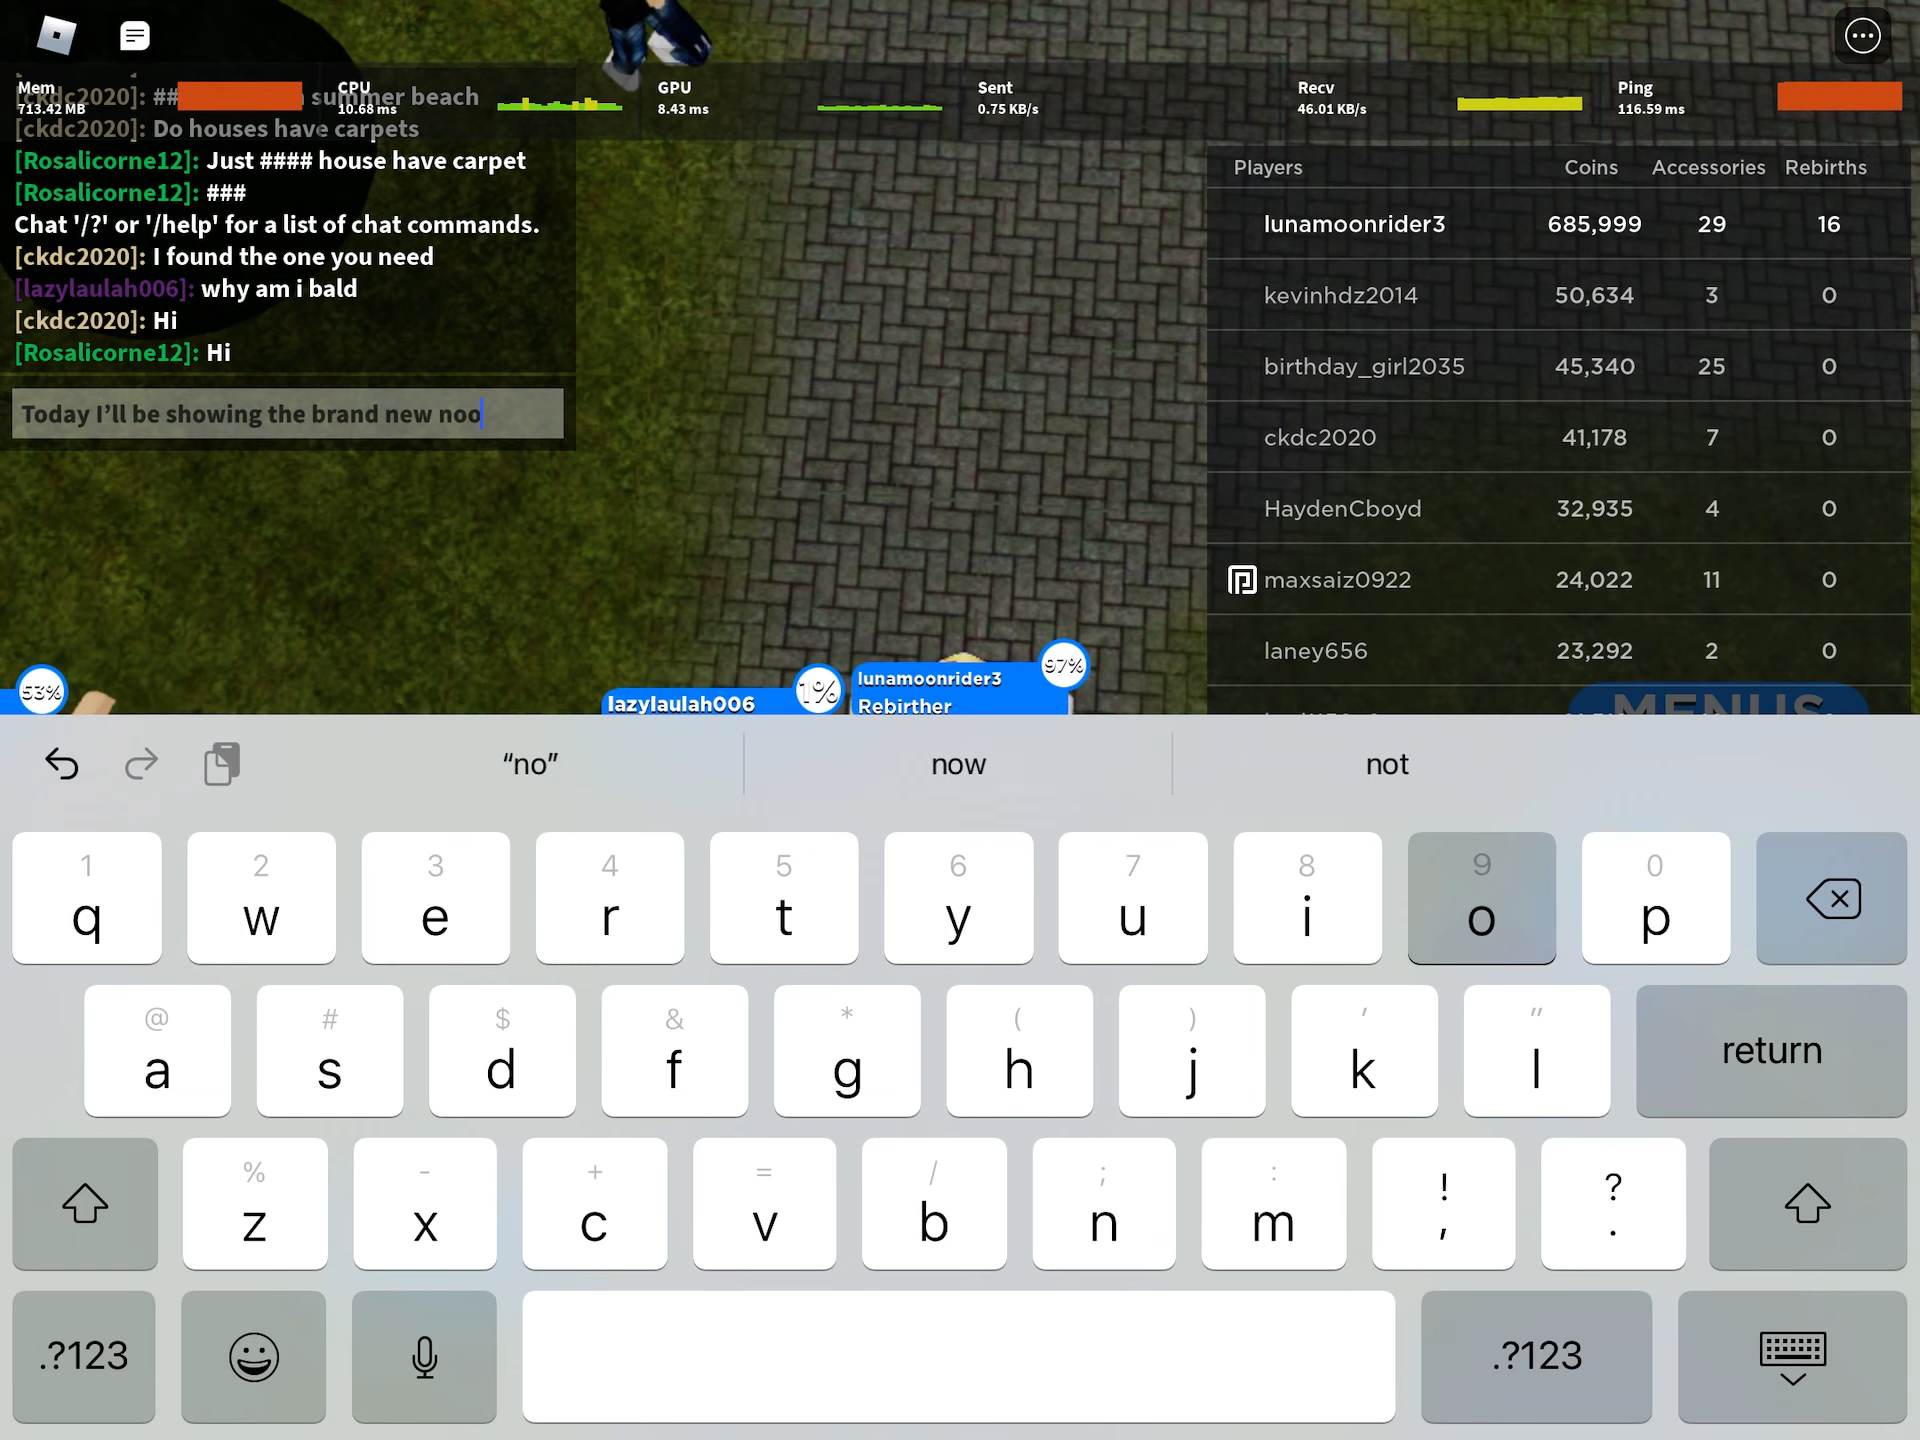 Mem
713.42 MB
CPU
10.68 ms
GPU
8.43 ms
Sent
0.75 KB/s
Recv
46.01 KB/s
Ping
116.59 ms
[ckdc2020]: ## summer beach
[ckdc2020]: Do houses have carpets
[Rosalicorne12]: Just #### house have carpet
[Rosalicorne12]: ###
Chat '/?' or '/help' for a list of chat commands.
[ckdc2020]: I found the one you need
[lazylaulah006]: why am i bald
[ckdc2020]: Hi
[Rosalicorne12]: Hi
Today I’ll be showing the brand new noo
Players Coins Accessories Rebirths
lunamoonrider3 685,999 29 16
kevinhdz2014 50,634 3 0
birthday_girl2035 45,340 25 0
ckdc2020 41,178 7 0
HaydenCboyd 32,935 4 0
maxsaiz0922 24,022 11 0
laney656 23,292 2 0
MENUS
53%
lazylaulah006 1%
lunamoonrider3 97%
Rebirther
“no” now not
1 2 3 4 5 6 7 8 9 0
q w e r t y u i o p
@ # $ & * ( ) ' "
a s d f g h j k l return
% - + = / ; : ! ?
z x c v b n m , .
.?123 .?123